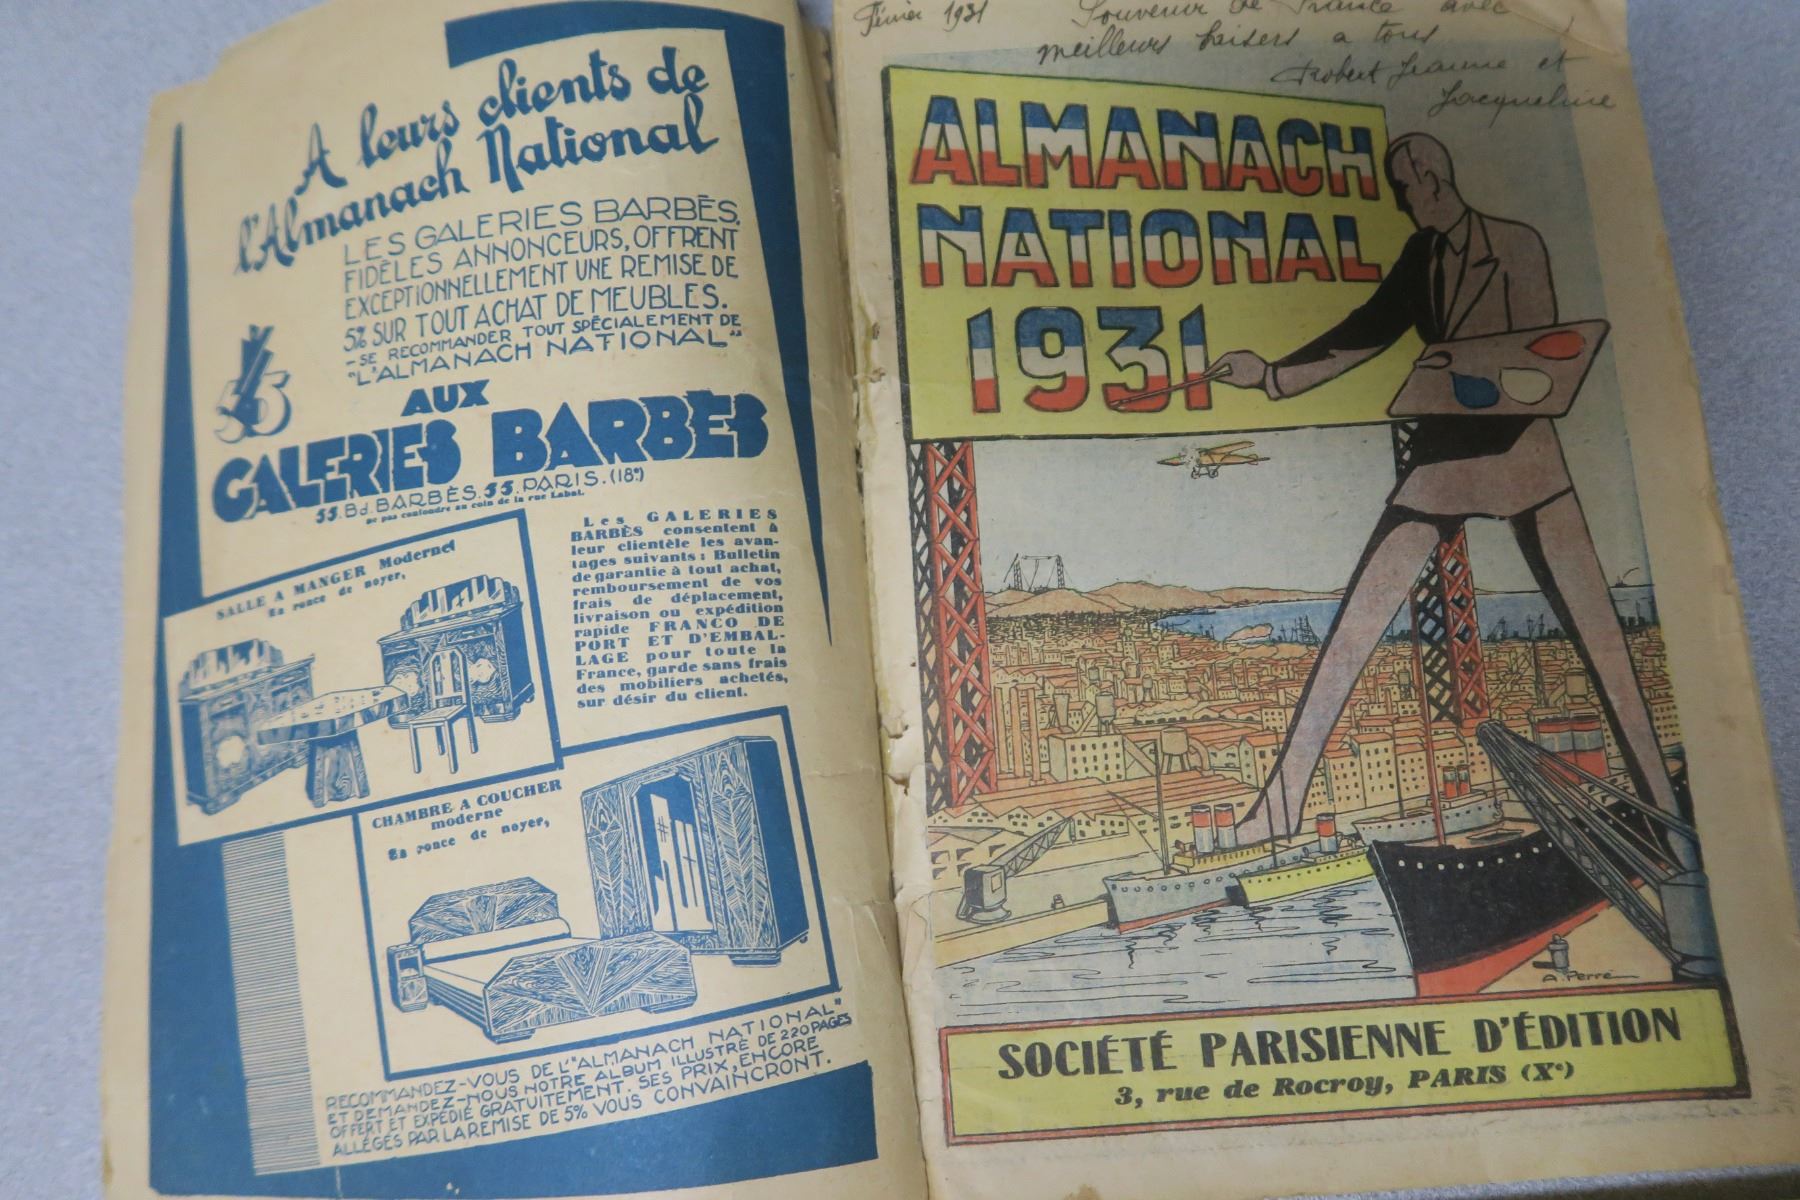 A leurs clients de
l'Almanach National
LES GALERIES BARBÈS,
FIDÈLES ANNONCEURS, OFFRENT
EXCEPTIONNELLEMENT UNE REMISE DE
5% SUR TOUT ACHAT DE MEUBLES.
- SE RECOMMANDER TOUT SPÉCIALEMENT DE
"L'ALMANACH NATIONAL"
55
AUX
GALERIES BARBÈS
55. Bd. BARBÈS. 55. PARIS. (18e)
Ne pas confondre au coin de la rue Labat.
SALLE A MANGER Moderne
En ronce de noyer,
Les GALERIES
BARBÈS consentent à
leur clientèle les avan-
tages suivants : Bulletin
de garantie à tout achat,
remboursement de vos
frais de déplacement,
livraison ou expédition
rapide FRANCO DE
PORT ET D'EMBAL-
LAGE pour toute la
France, garde sans frais
des mobiliers achetés,
sur désir du client.
CHAMBRE A COUCHER
moderne
En ronce de noyer,
RECOMMANDEZ-VOUS DE L'"ALMANACH NATIONAL"
ET DEMANDEZ-NOUS NOTRE ALBUM ILLUSTRÉ DE 220 PAGES
OFFERT ET EXPÉDIÉ GRATUITEMENT. SES PRIX, ENCORE
ALLÉGÉS PAR LA REMISE DE 5% VOUS CONVAINCRONT.
Février 1931 Souvenir de France avec
meilleurs baisers a tous
Robert Jeanne et
Jacqueline
ALMANACH
NATIONAL
1931
A. Perré
SOCIÉTÉ PARISIENNE D'ÉDITION
3, rue de Rocroy, PARIS (Xe)